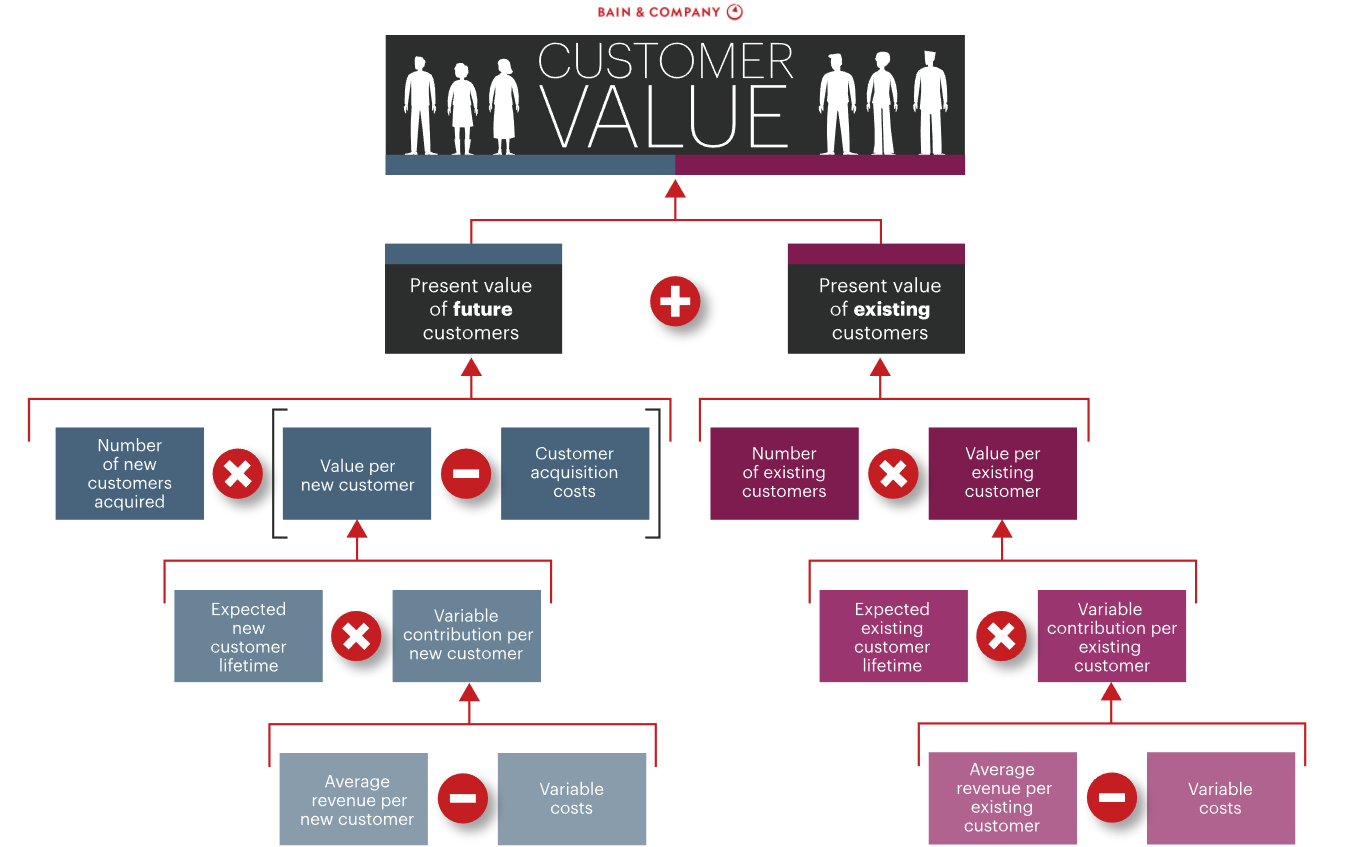 BAIN & COMPANY
CUSTOMER
VALUE
Present value
of future
customers
Present value
of existing
customers
Number
of new
customers
acquired
Value per
new customer
Customer
acquisition
costs
Number
of existing
customers
Value per
existing
customer
Expected
new
customer
lifetime
Variable
contribution per
new customer
Expected
existing
customer
lifetime
Variable
contribution per
existing
customer
Average
revenue per
new customer
Variable
costs
Average
revenue per
existing
customer
Variable
costs